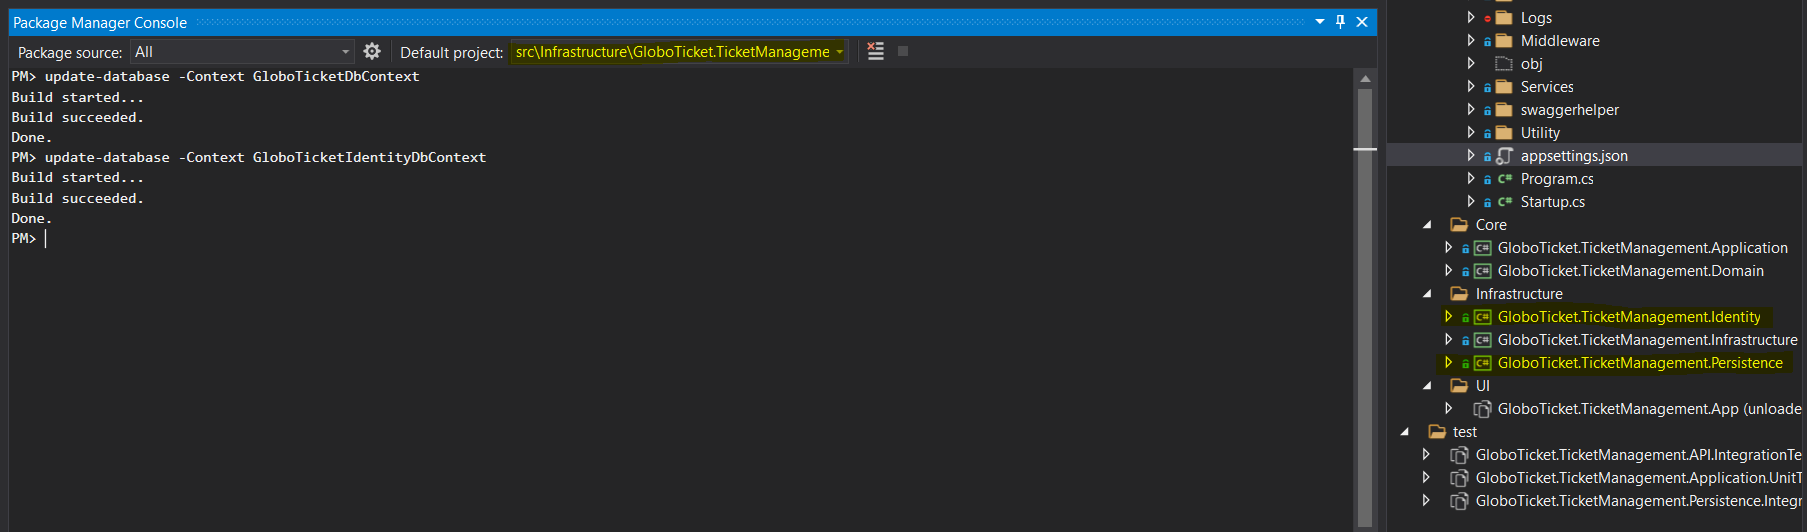 Package Manager Console
Package source: All
Default project: src\Infrastructure\GloboTicket.TicketManageme
PM> update-database -Context GloboTicketDbContext
Build started...
Build succeeded.
Done.
PM> update-database -Context GloboTicketIdentityDbContext
Build started...
Build succeeded.
Done.
PM>
Logs
Middleware
obj
Services
swaggerhelper
Utility
appsettings.json
C# Program.cs
C# Startup.cs
Core
C# GloboTicket.TicketManagement.Application
C# GloboTicket.TicketManagement.Domain
Infrastructure
C# GloboTicket.TicketManagement.Identity
C# GloboTicket.TicketManagement.Infrastructure
C# GloboTicket.TicketManagement.Persistence
UI
GloboTicket.TicketManagement.App (unloade
test
GloboTicket.TicketManagement.API.IntegrationTe
GloboTicket.TicketManagement.Application.UnitT
GloboTicket.TicketManagement.Persistence.Integr